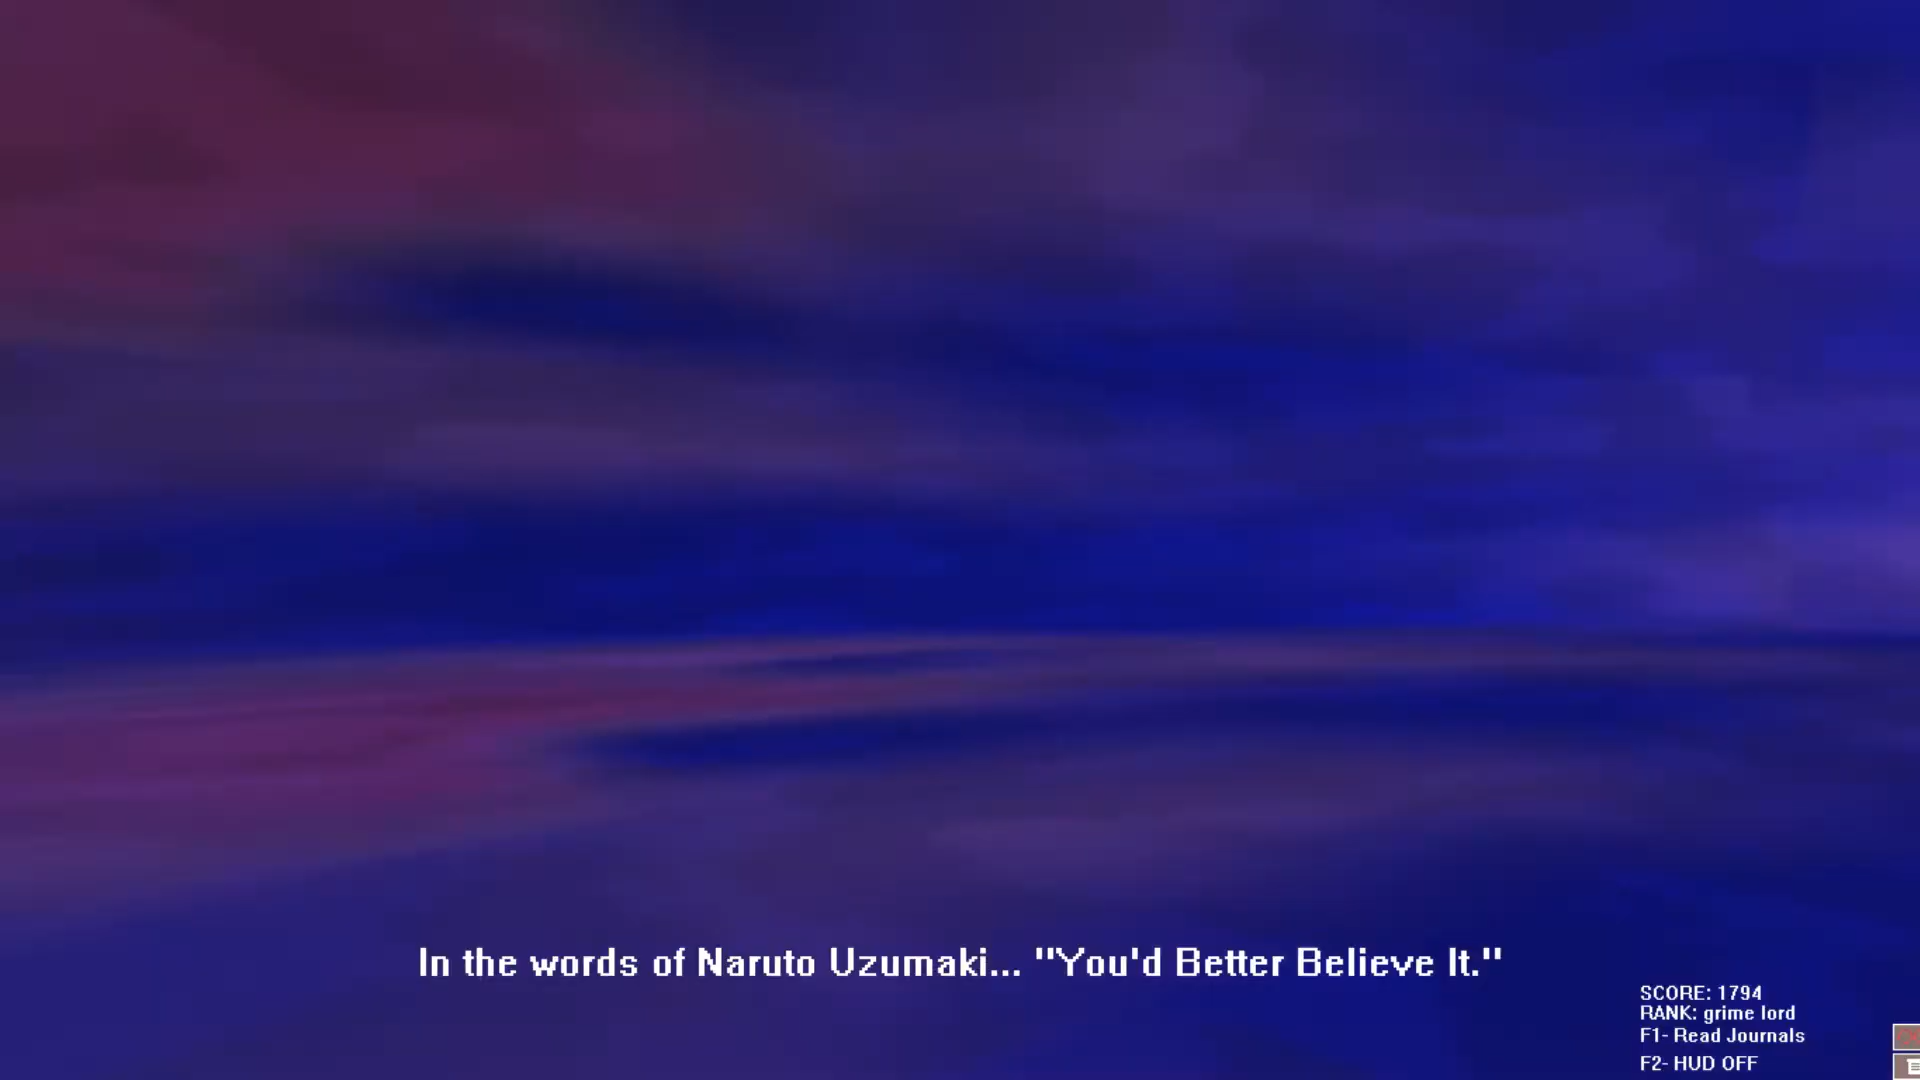 In the words of Naruto Uzumaki... "You'd Better Believe It."
SCORE: 1794
RANK: grime lord
F1- Read Journals
F2- HUD OFF